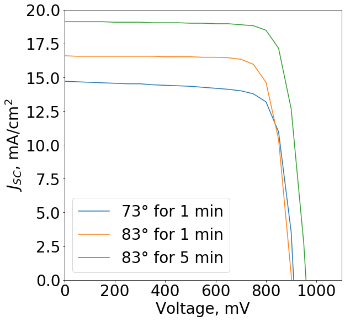 20.0
17.5
15.0
12.5
10.0
7.5
5.0
2.5
0.0
J_SC, mA/cm²
73° for 1 min
83° for 1 min
83° for 5 min
0 200 400 600 800 1000
Voltage, mV